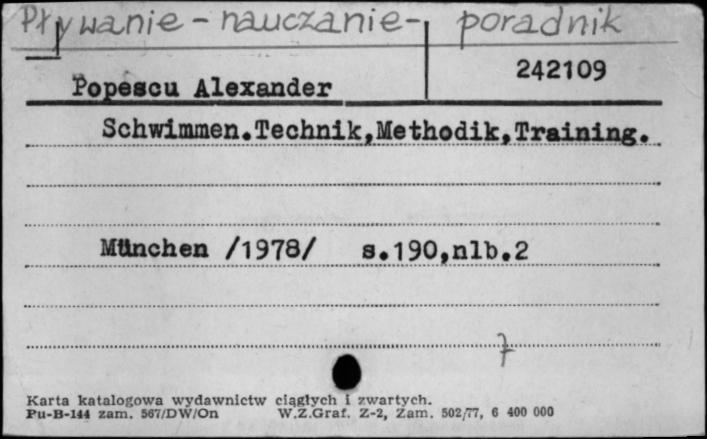 Pływanie - nauczanie - poradnik
242109
Popescu Alexander
Schwimmen.Technik,Methodik,Training.
München /1978/ s.190,nlb.2
7
Karta katalogowa wydawnictw ciągłych i zwartych.
Pu-B-144 zam. 567/DW/On W.Z.Graf. Z-2, Zam. 502/77, 6 400 000